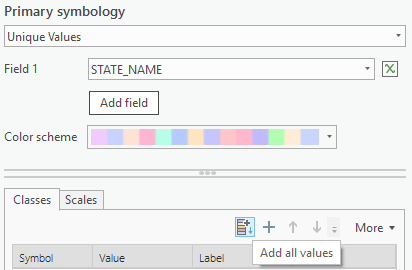 Primary symbology
Unique Values
Field 1 STATE_NAME
Add field
Color scheme
Classes Scales
More
Add all values
Symbol Value Label